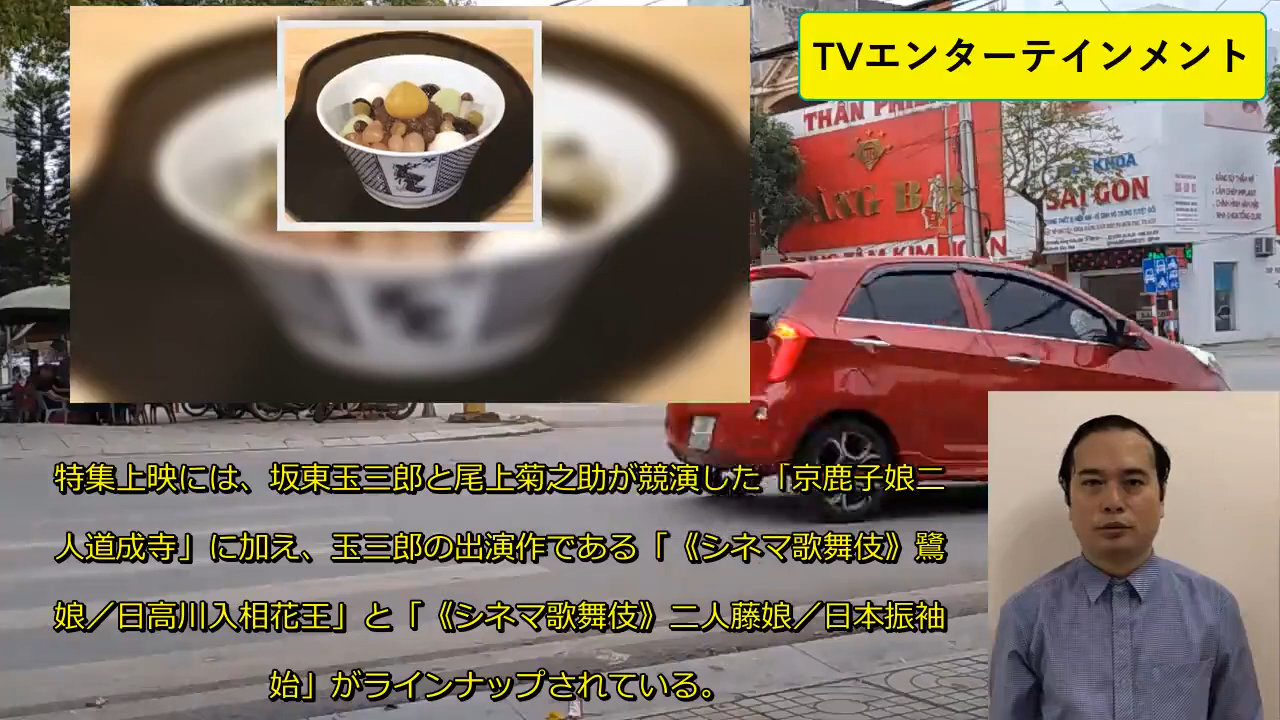 TVエンターテインメント
THẨM
KHOA
SÀI GÒN
特集上映には、坂東玉三郎と尾上菊之助が競演した「京鹿子娘二
人道成寺」に加え、玉三郎の出演作である「《シネマ歌舞伎》鷺
娘／日高川入相花王」と「《シネマ歌舞伎》二人藤娘／日本振袖
始」がラインナップされている。